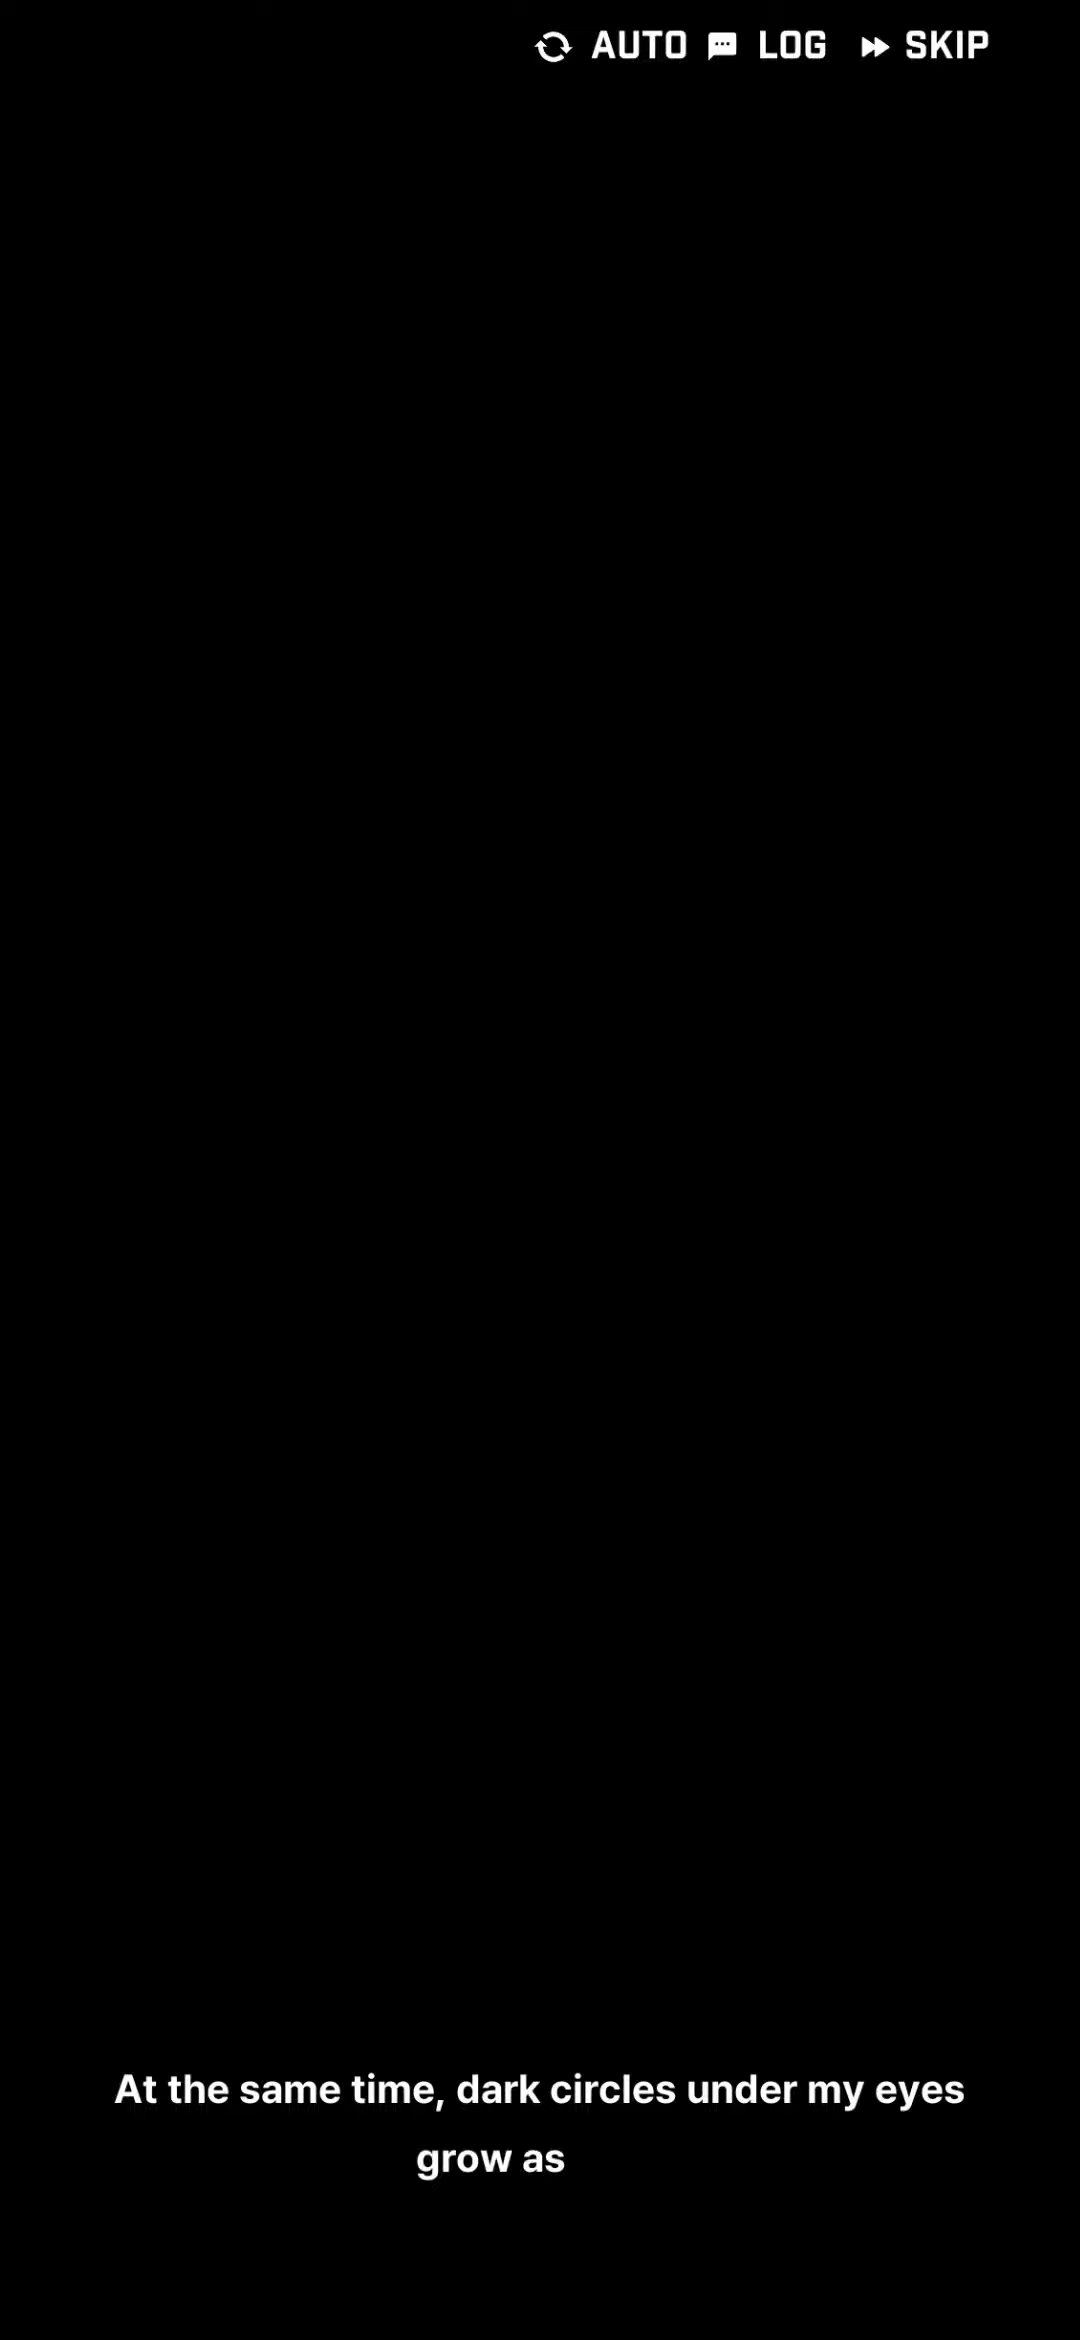 AUTO LOG SKIP
At the same time, dark circles under my eyes
grow as